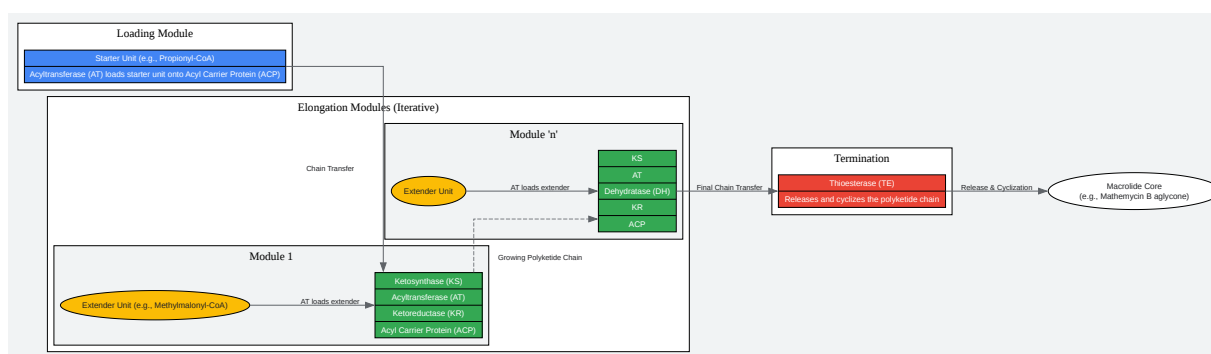 Loading Module
Starter Unit (e.g., Propionyl-CoA)
Acyltransferase (AT) loads starter unit onto Acyl Carrier Protein (ACP)
Elongation Modules (Iterative)
Chain Transfer
Module 'n'
Extender Unit
AT loads extender
KS
AT
Dehydratase (DH)
KR
ACP
Final Chain Transfer
Termination
Thioesterase (TE)
Releases and cyclizes the polyketide chain
Release & Cyclization
Macrolide Core
(e.g., Mathemycin B aglycone)
Module 1
Extender Unit (e.g., Methylmalonyl-CoA)
AT loads extender
Ketosynthase (KS)
Acyltransferase (AT)
Ketoreductase (KR)
Acyl Carrier Protein (ACP)
Growing Polyketide Chain